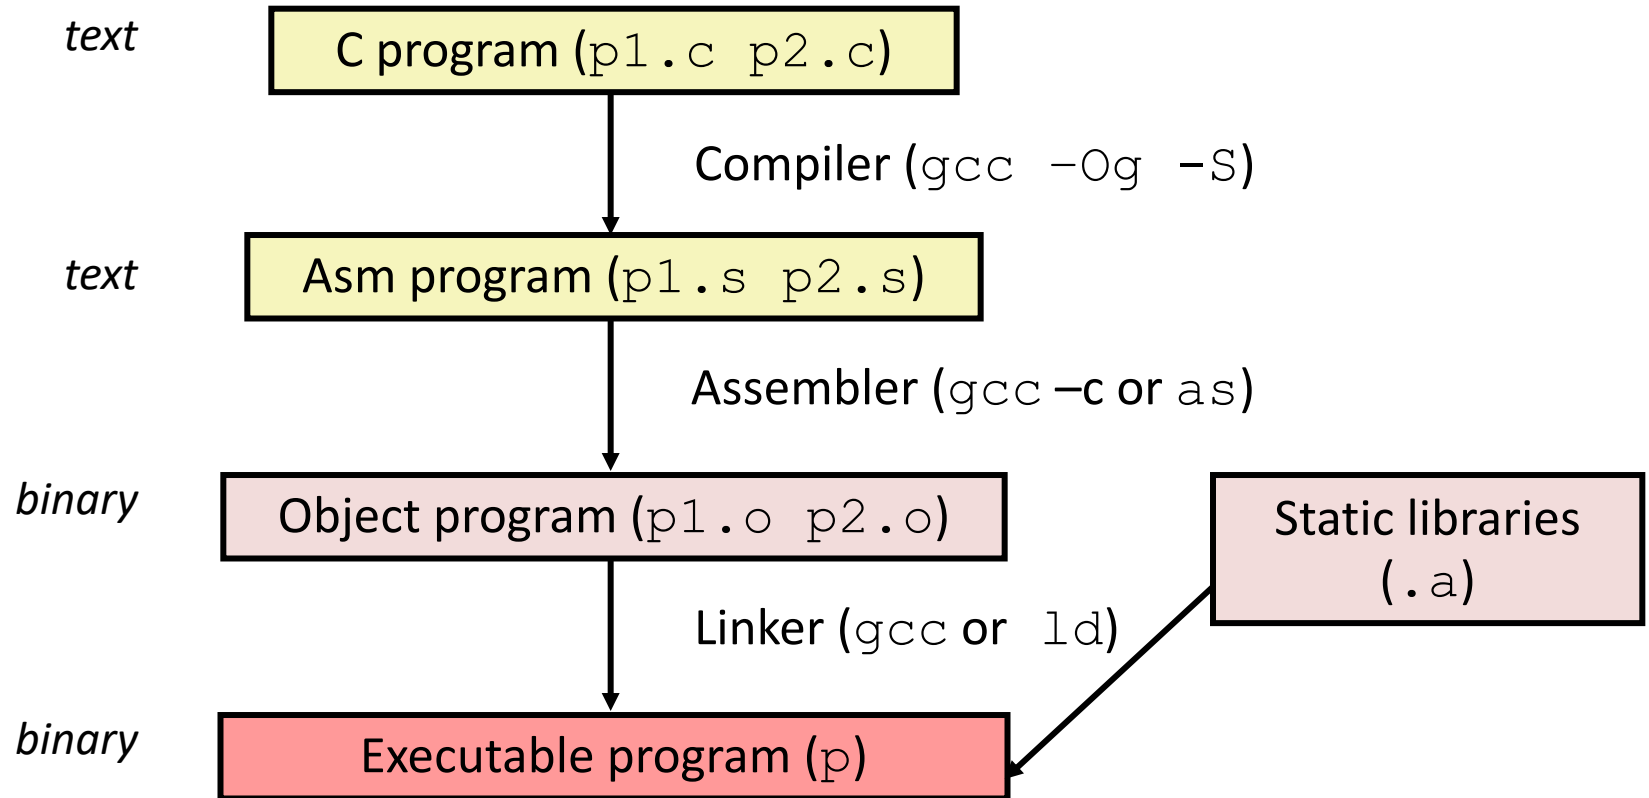 text
C program (p1.c p2.c)
Compiler (gcc –Og -S)
text
Asm program (p1.s p2.s)
Assembler (gcc –c or as)
binary
Object program (p1.o p2.o)
Static libraries
(.a)
Linker (gcc or ld)
binary
Executable program (p)